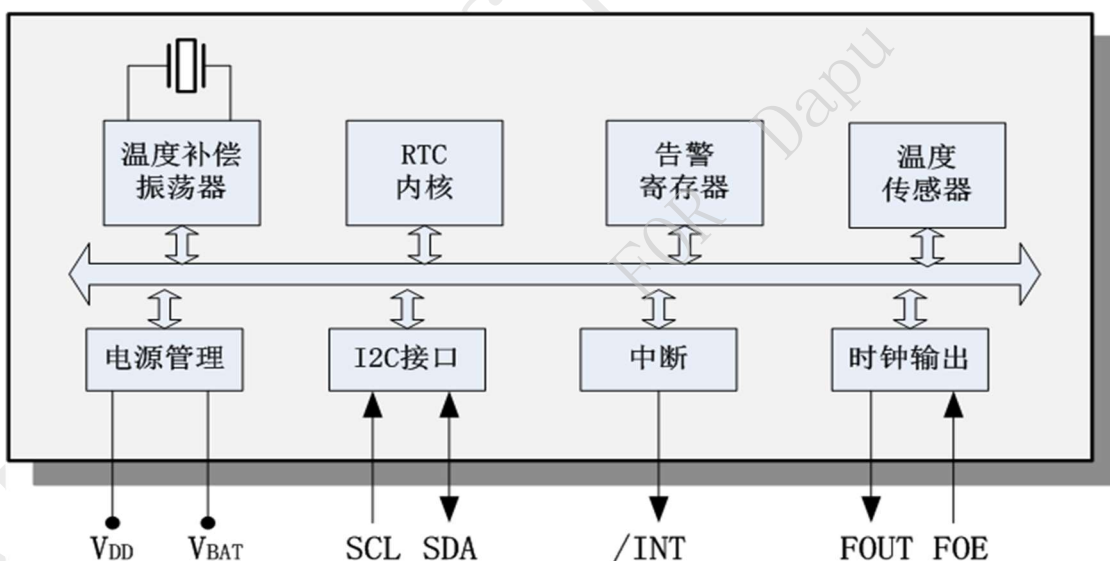 温度补偿
振荡器
RTC
内核
告警
寄存器
温度
传感器
电源管理
I2C接口
中断
时钟输出
VDD
VBAT
SCL
SDA
/INT
FOUT
FOE
FOR Dapu